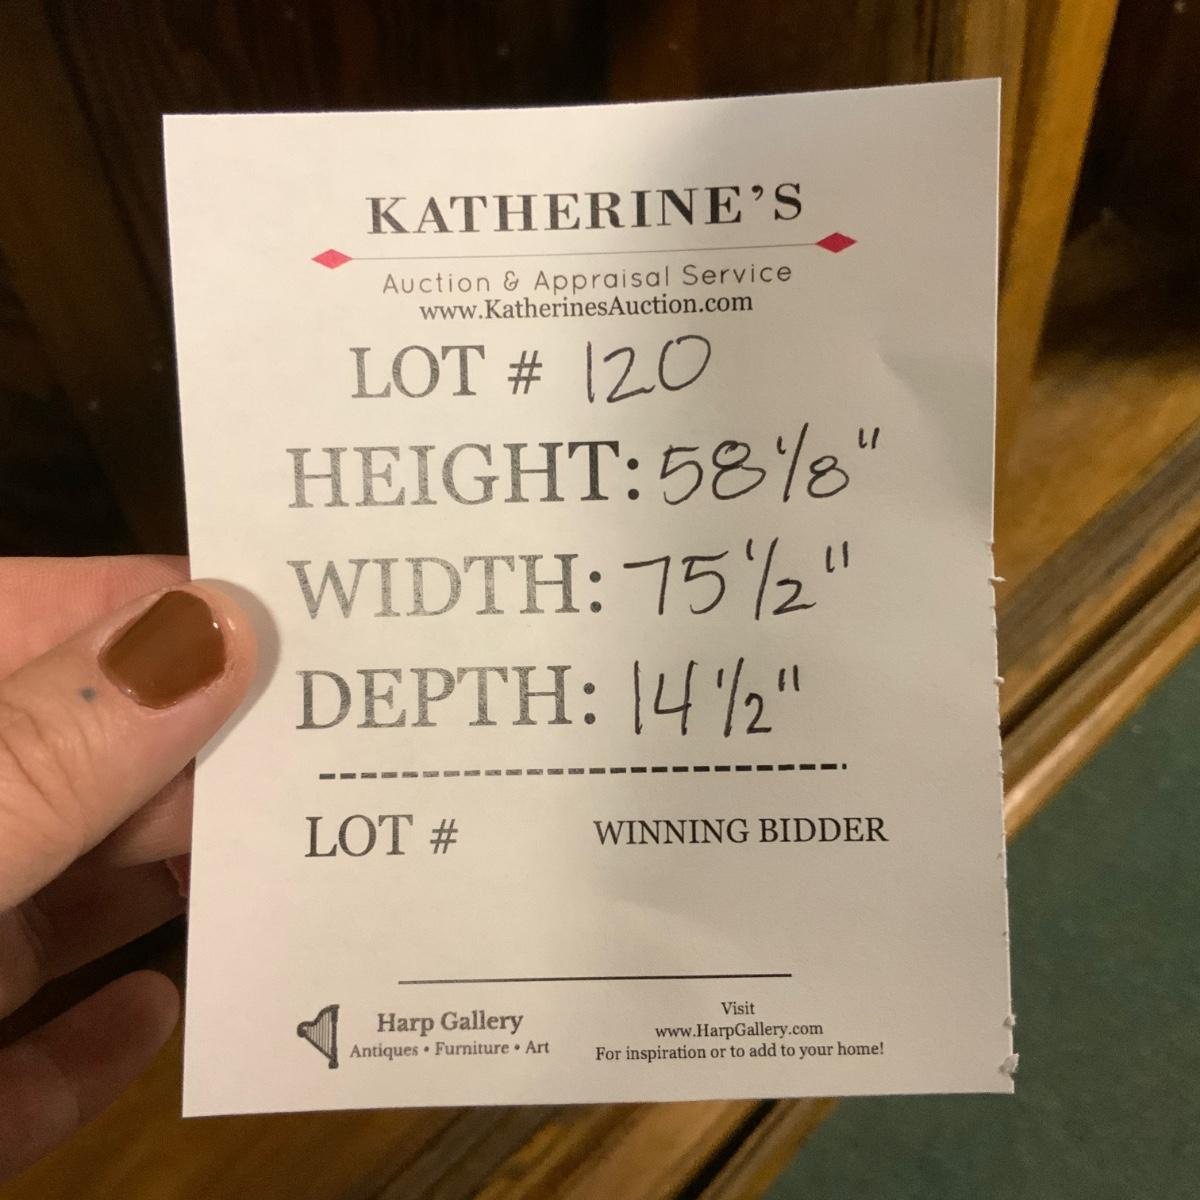 KATHERINE'S
Auction & Appraisal Service
www.KatherinesAuction.com
LOT # 120
HEIGHT: 58 1/8"
WIDTH: 75 1/2"
DEPTH: 14 1/2"
LOT # WINNING BIDDER
Harp Gallery
Antiques • Furniture • Art
Visit
www.HarpGallery.com
For inspiration or to add to your home!